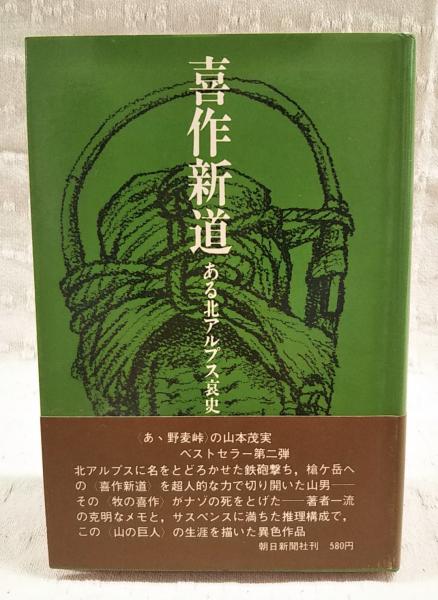 喜作新道
ある北アルプス哀史
〈あゝ野麦峠〉の山本茂実
ベストセラー第二弾
北アルプスに名をとどろかせた鉄砲撃ち，槍ケ岳へ
の〈喜作新道〉を超人的な力で切り開いた山男──
その〈牧の喜作〉がナゾの死をとげた──著者一流
の克明なメモと，サスペンスに満ちた推理構成で，
この〈山の巨人〉の生涯を描いた異色作品
朝日新聞社刊 580円